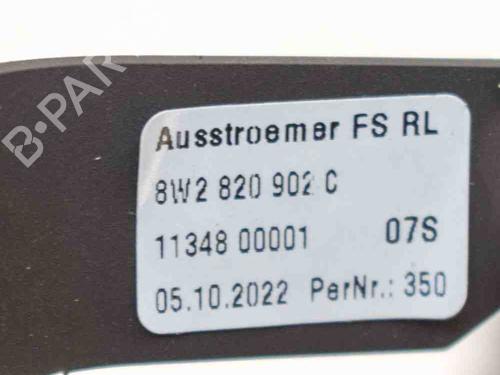 B-PAR
Ausstroemer FS RL
8W2 820 902 C
11348 00001 07S
05.10.2022 PerNr.: 350